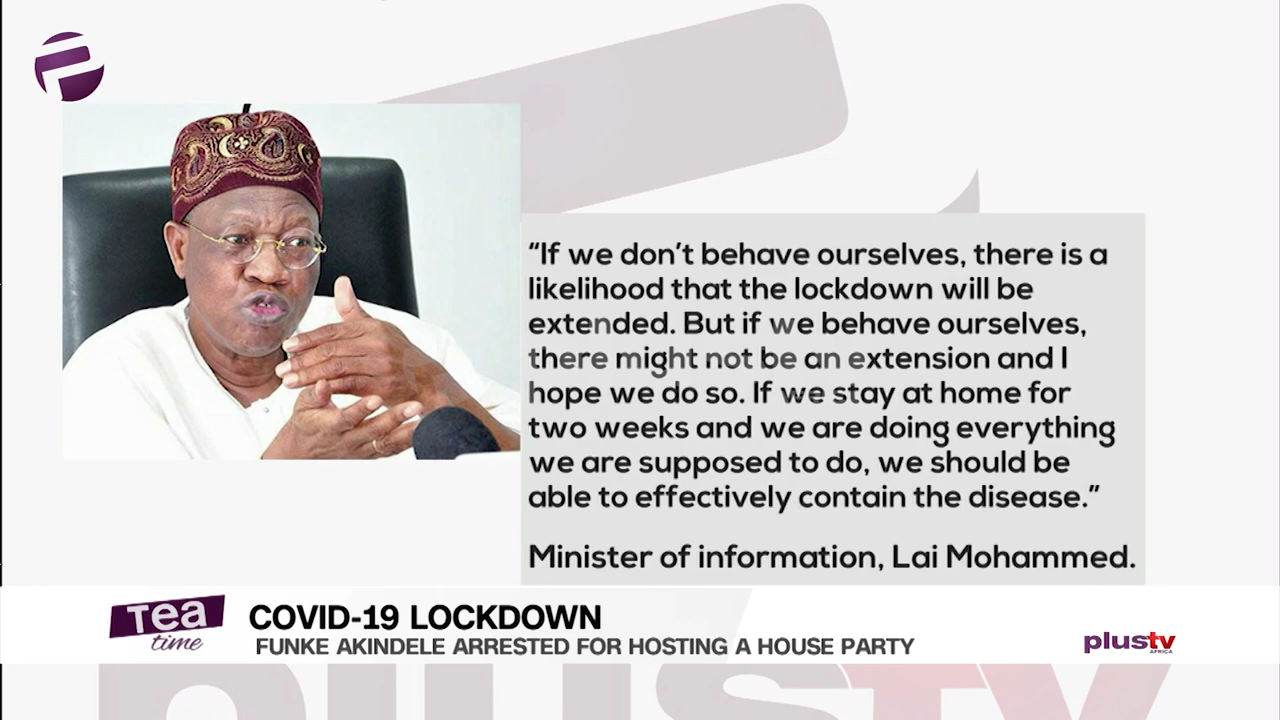 “If we don’t behave ourselves, there is a
likelihood that the lockdown will be
extended. But if we behave ourselves,
there might not be an extension and I
hope we do so. If we stay at home for
two weeks and we are doing everything
we are supposed to do, we should be
able to effectively contain the disease.”
Minister of information, Lai Mohammed.
Tea
time
COVID-19 LOCKDOWN
FUNKE AKINDELE ARRESTED FOR HOSTING A HOUSE PARTY
plustv
AFRICA
plustv